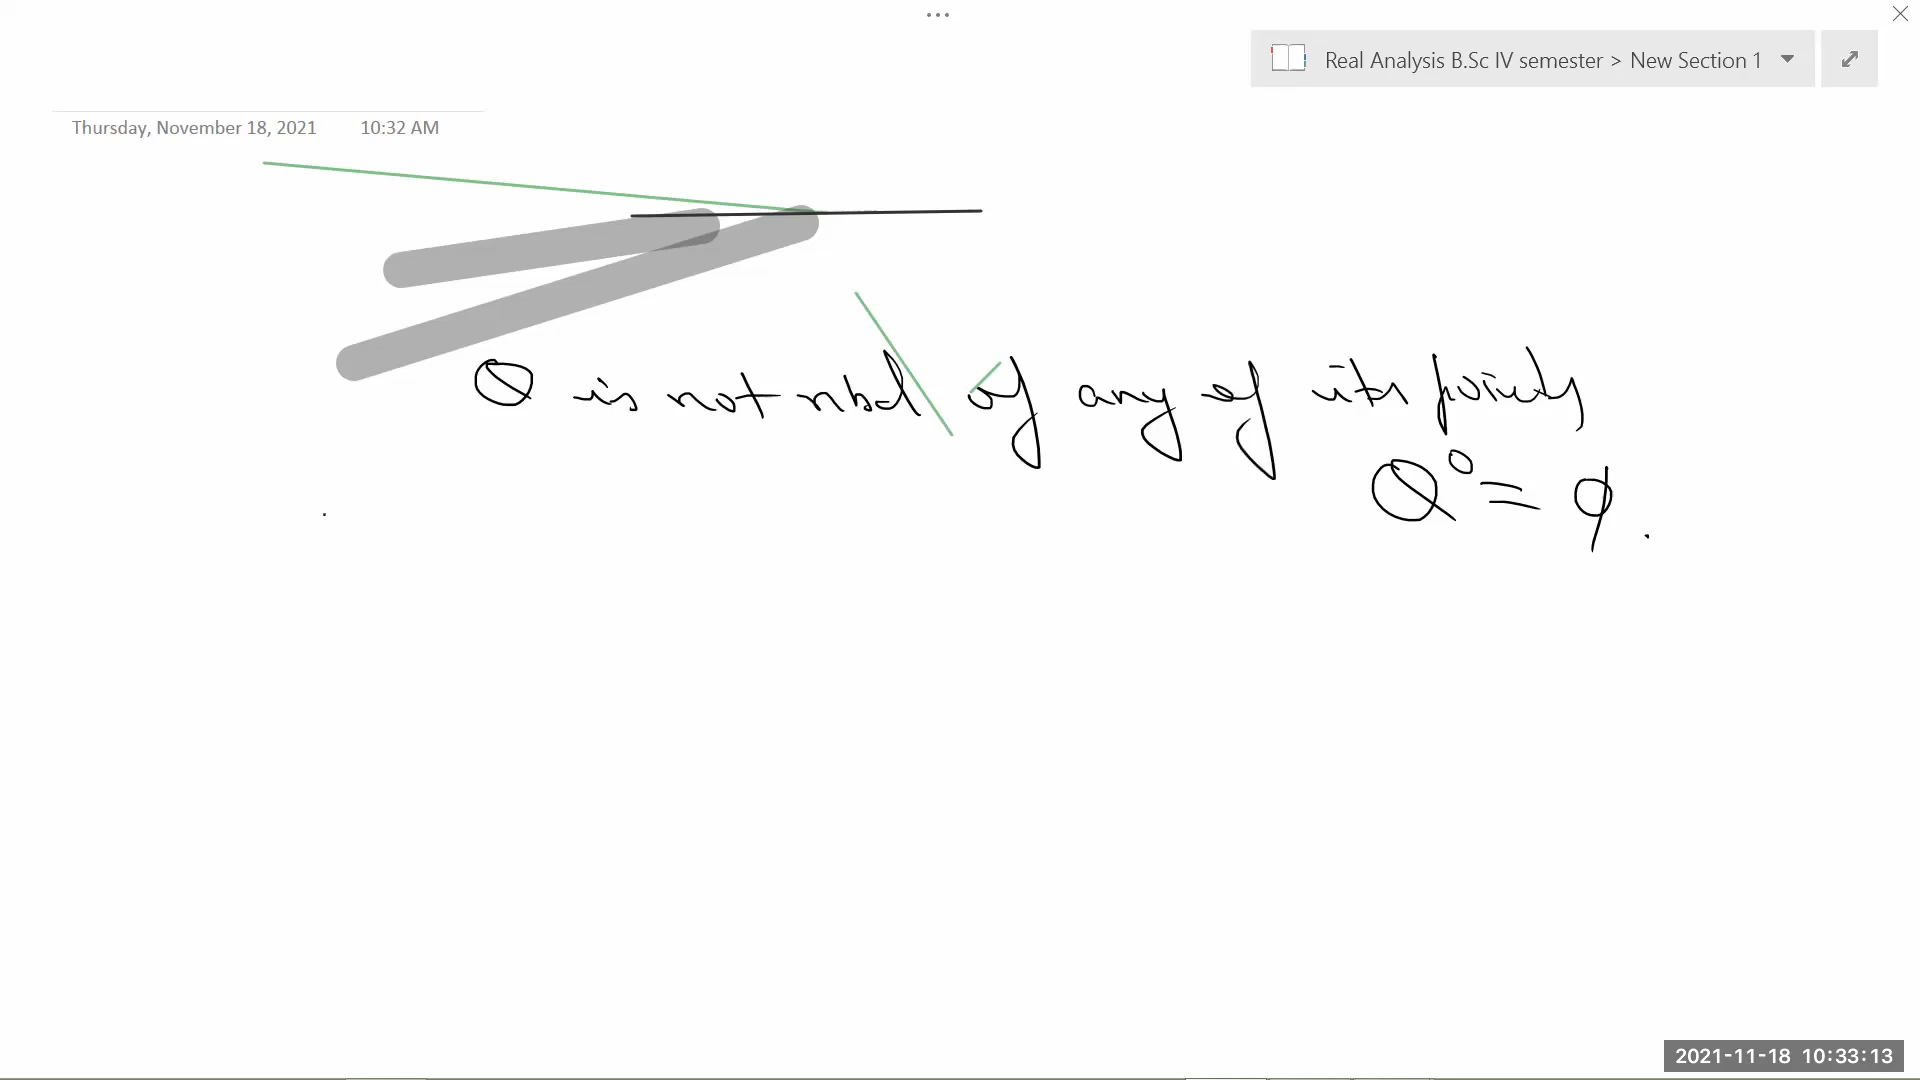 Real Analysis B.Sc IV semester > New Section 1
Thursday, November 18, 2021 10:32 AM
Q is not nbd of any of its points
Q° = φ.
2021-11-18 10:33:13